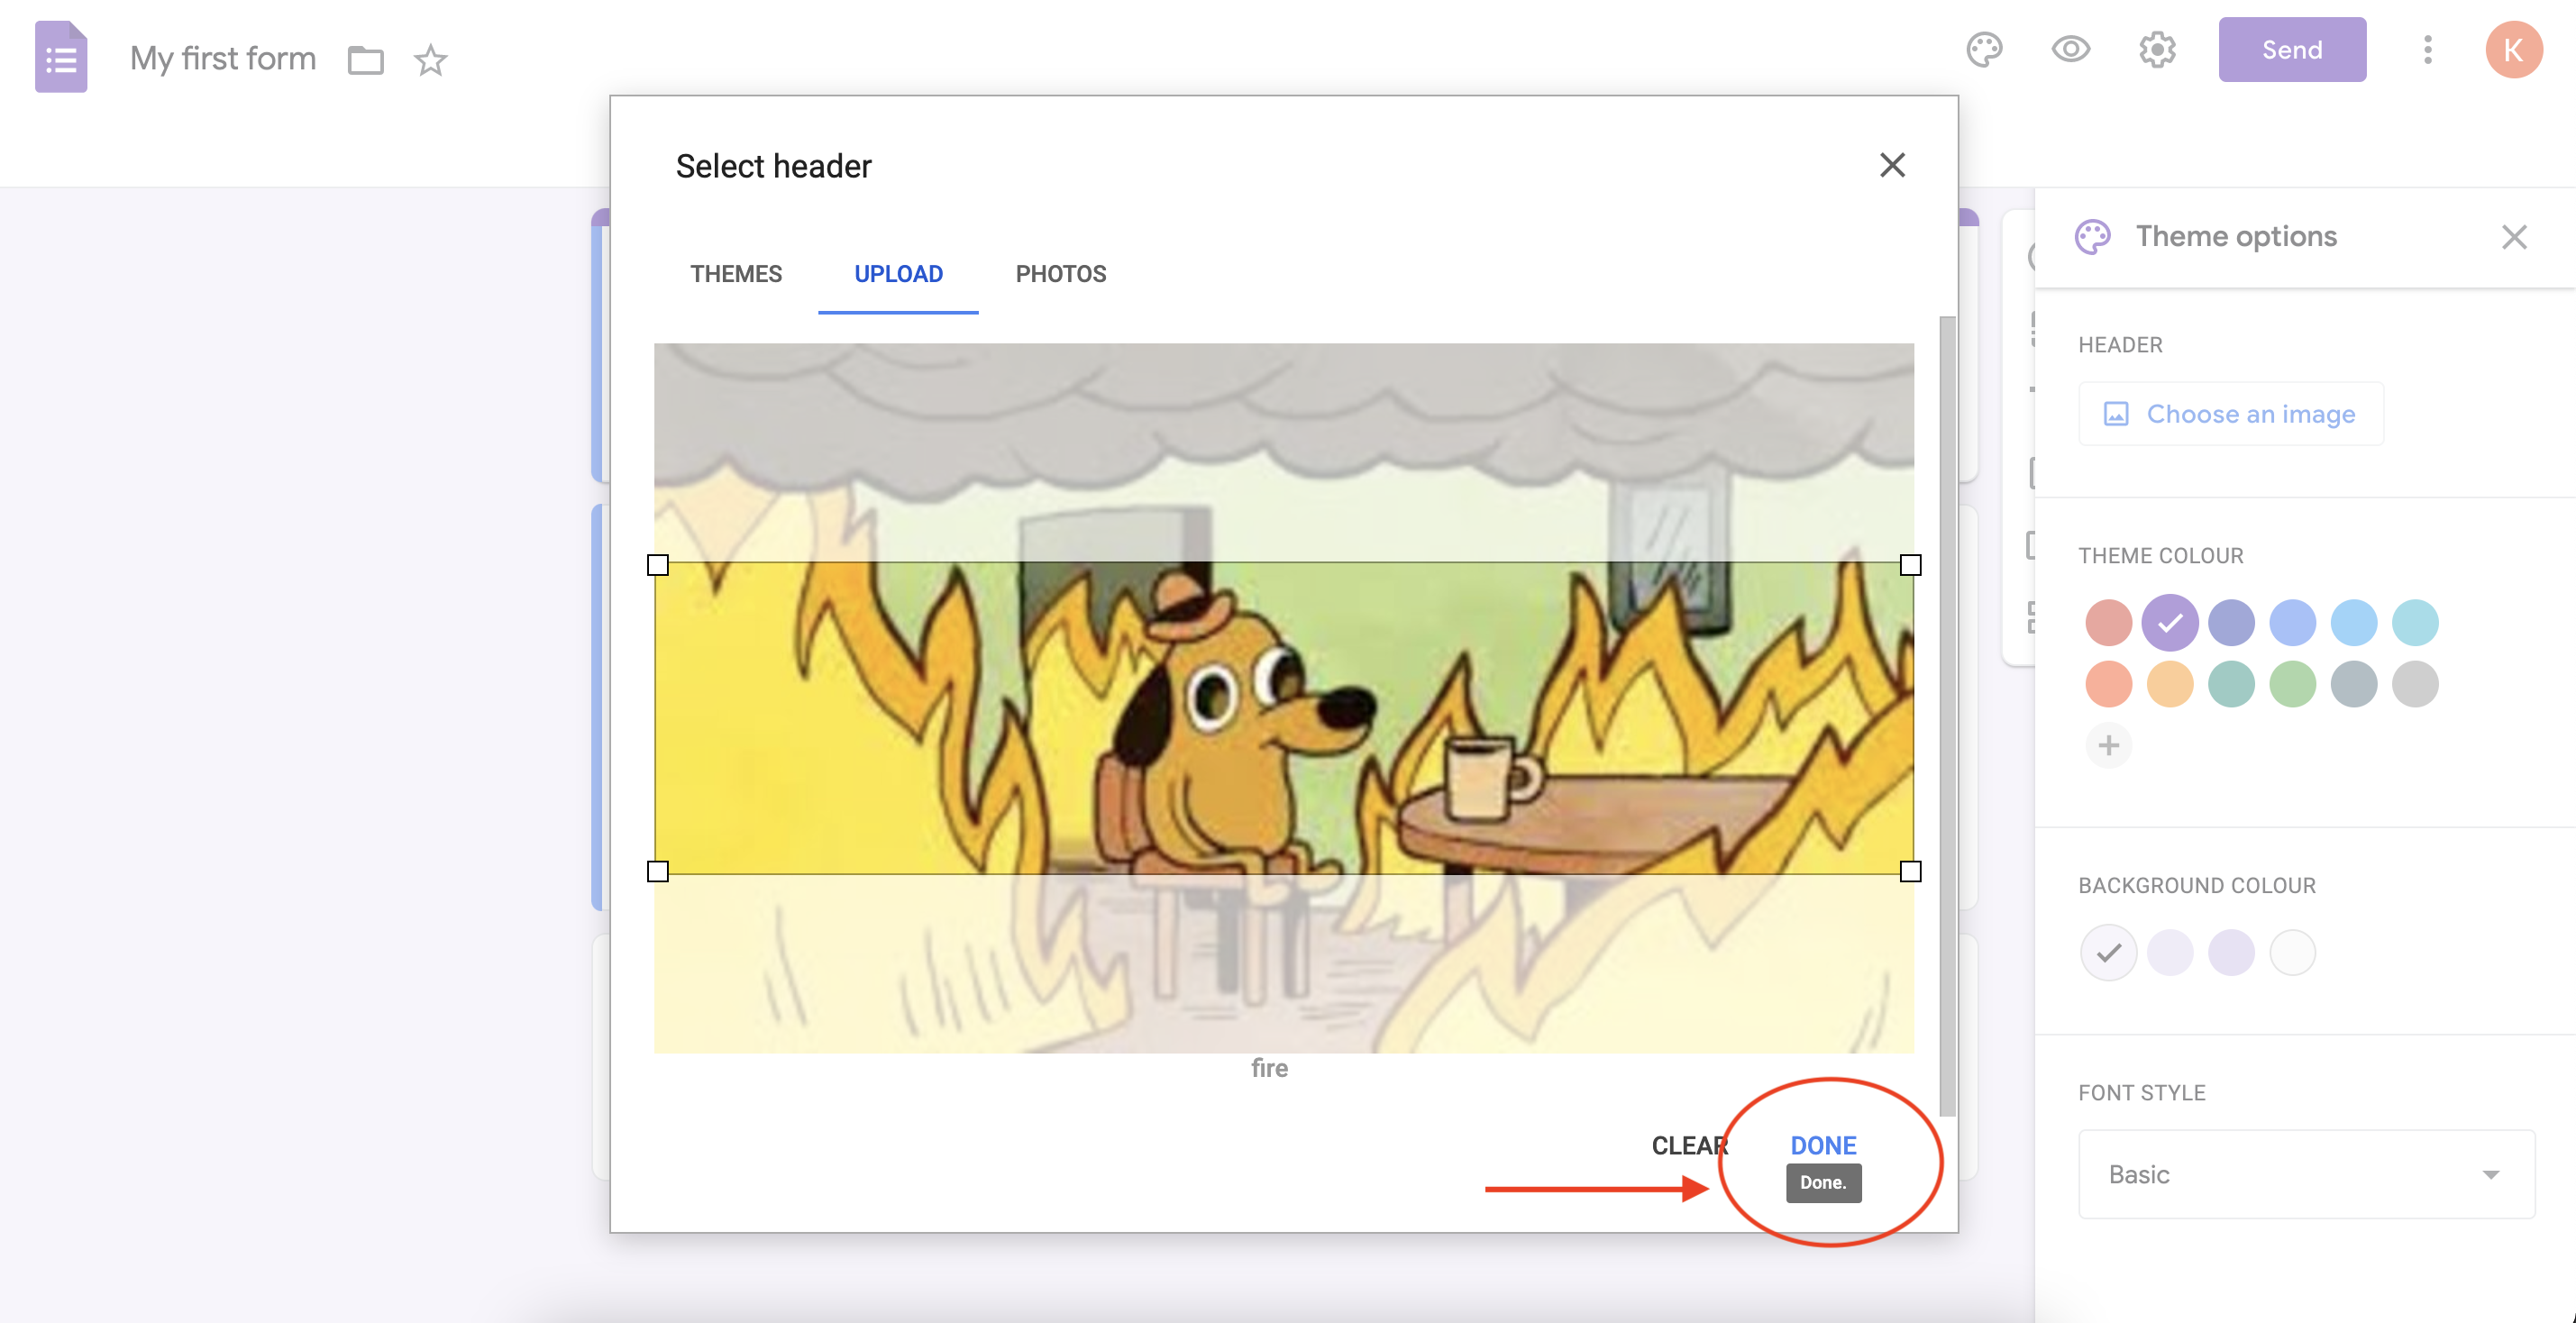 My first form
Send
K
Select header
THEMES
UPLOAD
PHOTOS
fire
CLEAR
DONE
Done.
Theme options
HEADER
Choose an image
THEME COLOUR
BACKGROUND COLOUR
FONT STYLE
Basic